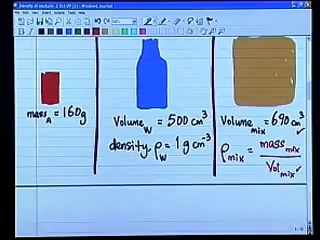 mass_A = 160g
Volume_W = 500 cm³
density ρ_W = 1 g cm⁻³
Volume_mix = 690 cm³ ✓
ρ_mix = mass_mix / Vol_mix ✓